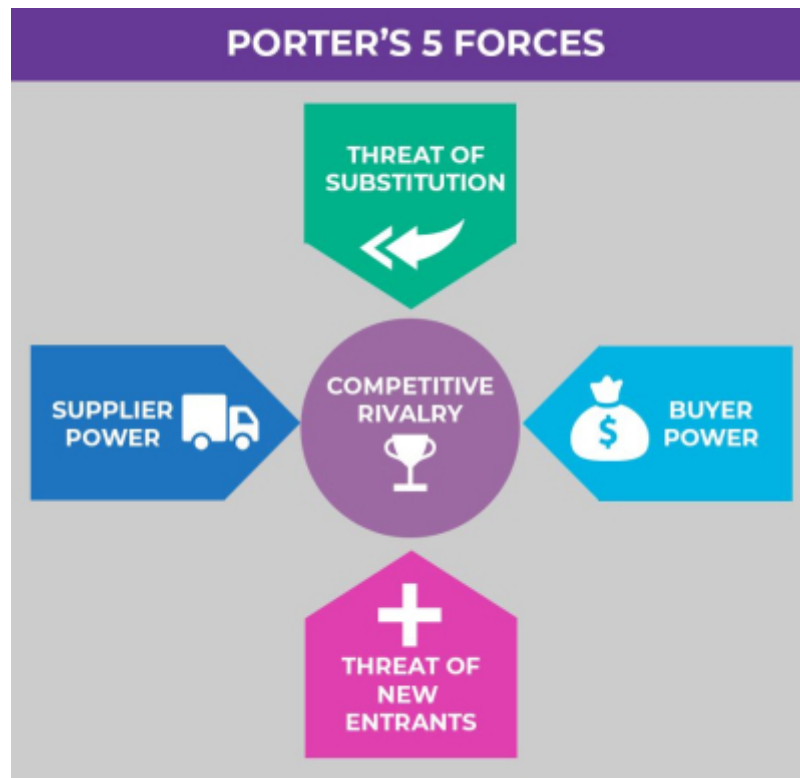 PORTER'S 5 FORCES
THREAT OF
SUBSTITUTION
SUPPLIER
POWER
COMPETITIVE
RIVALRY
$
BUYER
POWER
THREAT OF
NEW
ENTRANTS